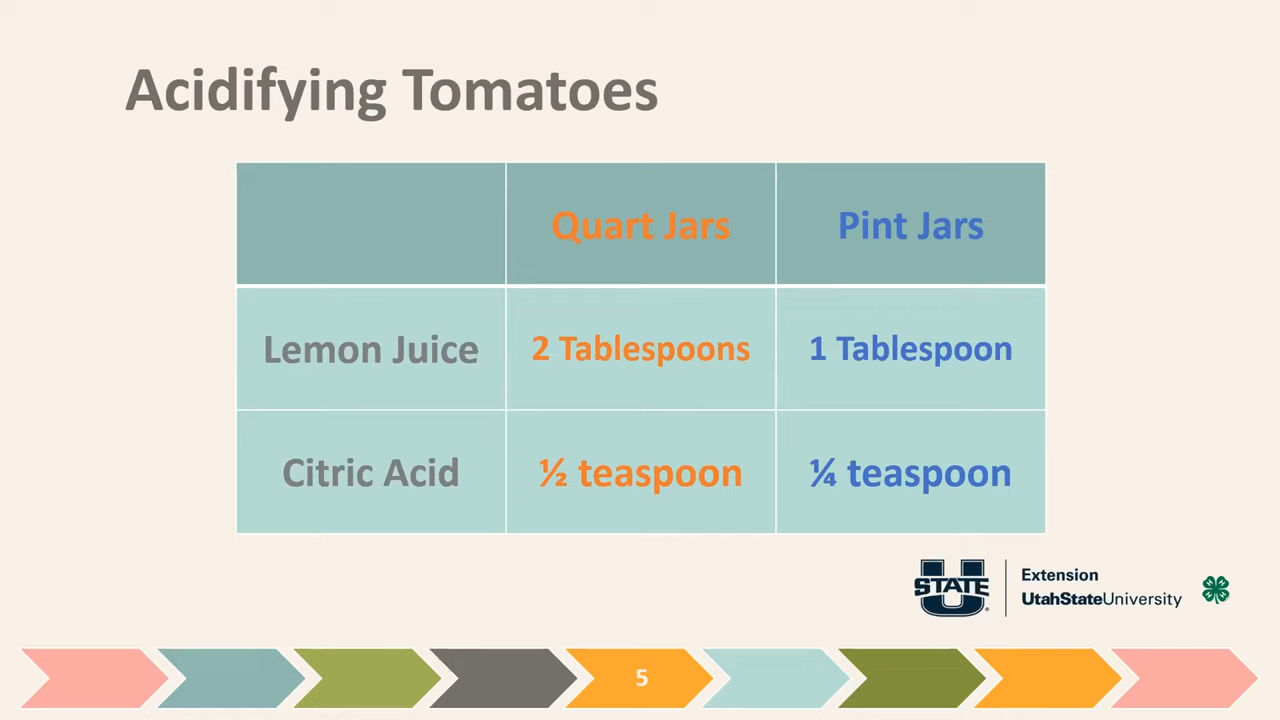 Acidifying Tomatoes
Quart Jars Pint Jars
Lemon Juice 2 Tablespoons 1 Tablespoon
Citric Acid ½ teaspoon ¼ teaspoon
U STATE
Extension
UtahStateUniversity
H H H H
5